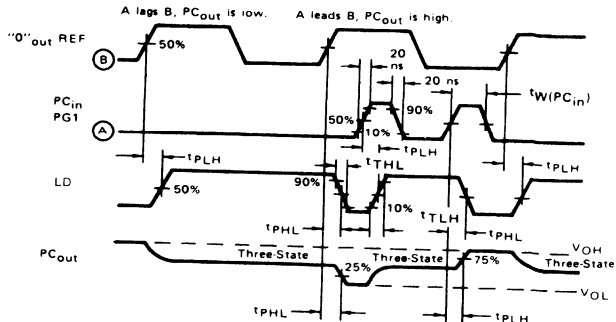 A lags B, PCout is low.
A leads B, PCout is high.
"0"out REF
B
50%
20 ns
20 ns
tW(PCin)
PCin
PG1
A
50%
90%
10%
tPLH
tPLH
tTHL
tPLH
LD
50%
90%
10%
tTLH
tPHL
tPHL
VOH
PCout
Three-State
25%
Three-State
75%
Three-State
VOL
tPHL
tPLH